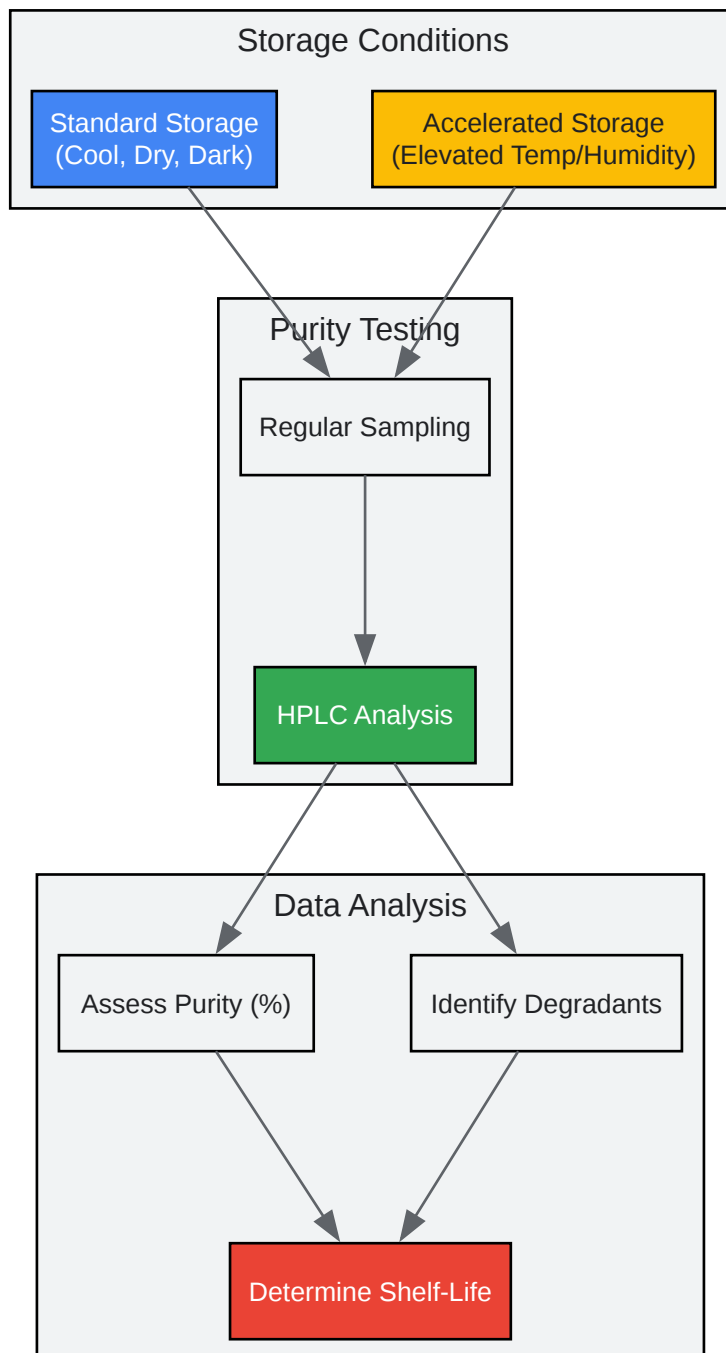 Storage Conditions
Standard Storage
(Cool, Dry, Dark)
Accelerated Storage
(Elevated Temp/Humidity)
Purity Testing
Regular Sampling
HPLC Analysis
Data Analysis
Assess Purity (%)
Identify Degradants
Determine Shelf-Life